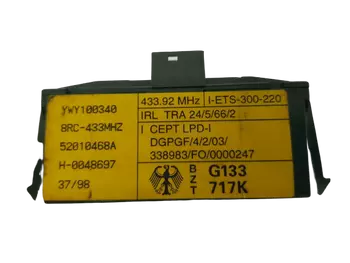 YWY100340
8RC-433MHZ
52010468A
H-0048697
37/98
433.92 MHz I-ETS-300-220
IRL TRA 24/5/66/2
I CEPT LPD-I
DGPGF/4/2/03/
338983/FO/0000247
BZT
G133
717K